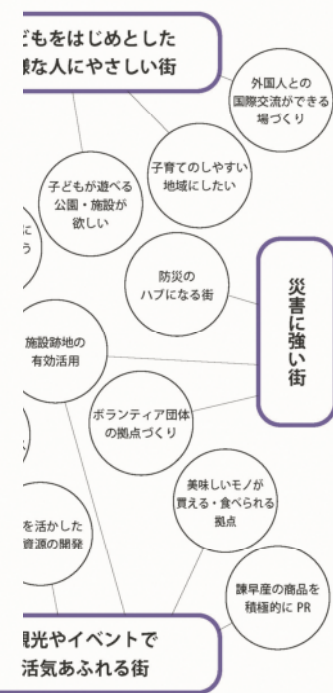 どもをはじめとした
様な人にやさしい街
外国人との
国際交流ができる
場づくり
子育てのしやすい
地域にしたい
子どもが遊べる
公園・施設が
欲しい
に
う
防災の
ハブになる街
災害に強い街
施設跡地の
有効活用
ボランティア団体
の拠点づくり
美味しいモノが
買える・食べられる
拠点
を活かした
資源の開発
諫早産の商品を
積極的に PR
観光やイベントで
活気あふれる街